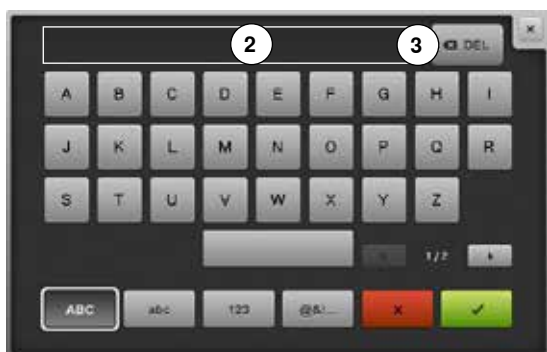 2 3 DEL
A B C D E F G H I
J K L M N O P Q R
S T U V W X Y Z
1/2
ABC abc 123 @&!...